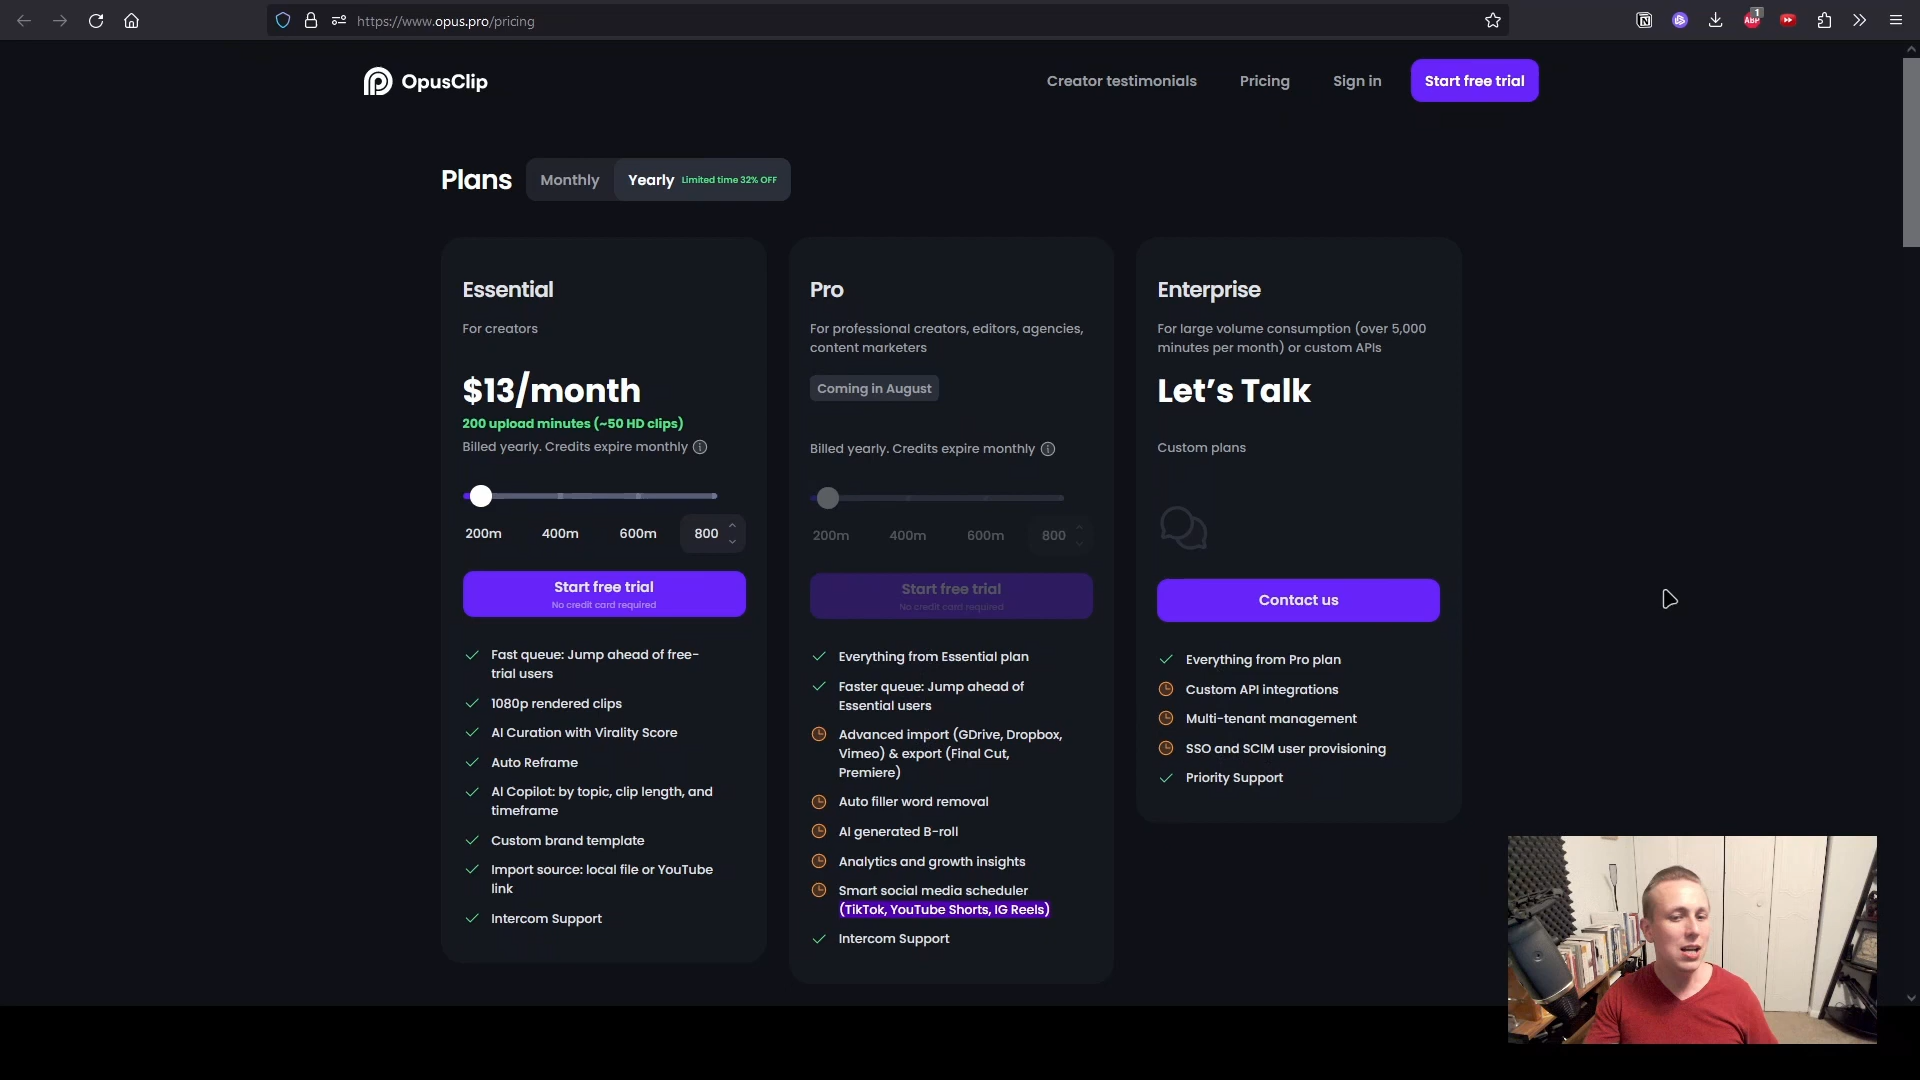 https://www.opus.pro/pricing
1
ABP
OpusClip
Creator testimonials
Pricing
Sign in
Start free trial
Plans
Monthly
Yearly
Limited time 32% OFF
Essential
For creators
$13/month
200 upload minutes (~50 HD clips)
Billed yearly. Credits expire monthly
200m
400m
600m
800
Start free trial
No credit card required
Fast queue: Jump ahead of free-
trial users
1080p rendered clips
AI Curation with Virality Score
Auto Reframe
AI Copilot: by topic, clip length, and
timeframe
Custom brand template
Import source: local file or YouTube
link
Intercom Support
Pro
For professional creators, editors, agencies,
content marketers
Coming in August
Billed yearly. Credits expire monthly
200m
400m
600m
800
Start free trial
No credit card required
Everything from Essential plan
Faster queue: Jump ahead of
Essential users
Advanced import (GDrive, Dropbox,
Vimeo) & export (Final Cut,
Premiere)
Auto filler word removal
AI generated B-roll
Analytics and growth insights
Smart social media scheduler
(TikTok, YouTube Shorts, IG Reels)
Intercom Support
Enterprise
For large volume consumption (over 5,000
minutes per month) or custom APIs
Let's Talk
Custom plans
Contact us
Everything from Pro plan
Custom API integrations
Multi-tenant management
SSO and SCIM user provisioning
Priority Support